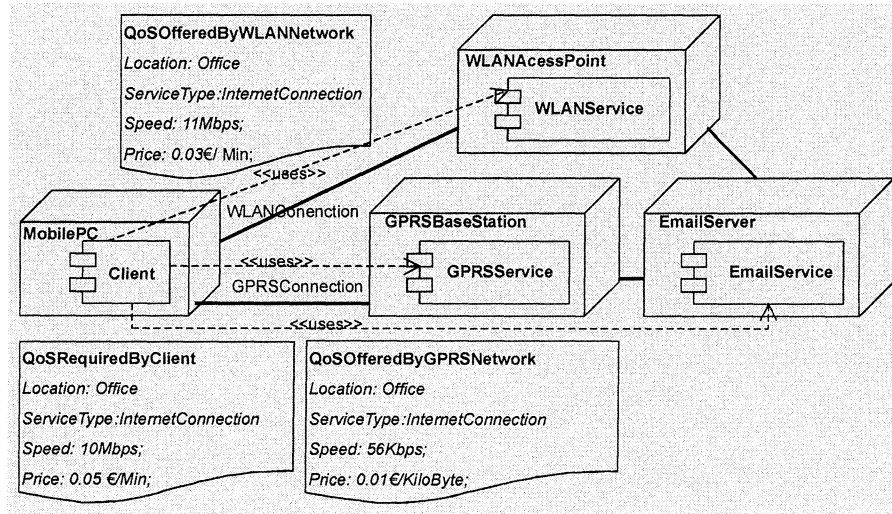 QoSOfferedByWLANNetwork
Location: Office
ServiceType:InternetConnection
Speed: 11Mbps;
Price: 0.03€/ Min;
WLANAcessPoint
WLANService
<<uses>>
WLANConenction
MobilePC
Client
<<uses>>
GPRSConnection
GPRSBaseStation
GPRSService
EmailServer
EmailService
<<uses>>
QoSRequiredByClient
Location: Office
ServiceType:InternetConnection
Speed: 10Mbps;
Price: 0.05 €/Min;
QoSOfferedByGPRSNetwork
Location: Office
ServiceType:InternetConnection
Speed: 56Kbps;
Price: 0.01€/KiloByte;